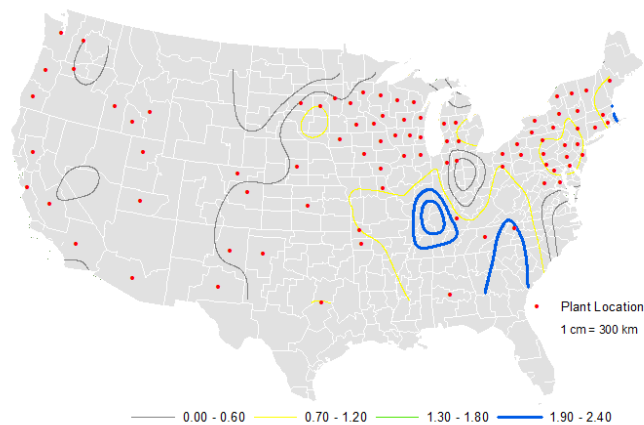 Plant Location
1 cm = 300 km
0.00 - 0.60 0.70 - 1.20 1.30 - 1.80 1.90 - 2.40